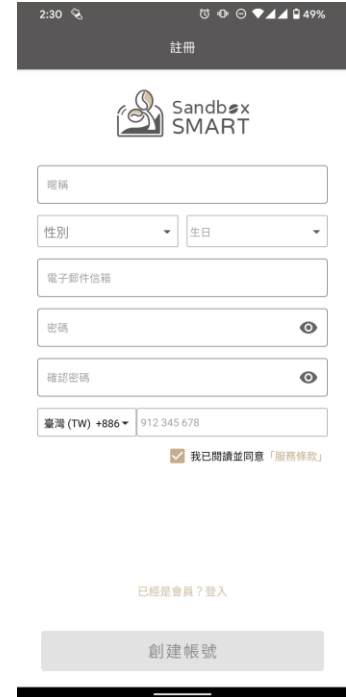 2:30
49%
註冊
Sandbox
SMART
暱稱
性別
生日
電子郵件信箱
密碼
確認密碼
臺灣 (TW) +886
912 345 678
我已閱讀並同意「服務條款」
已經是會員？登入
創建帳號